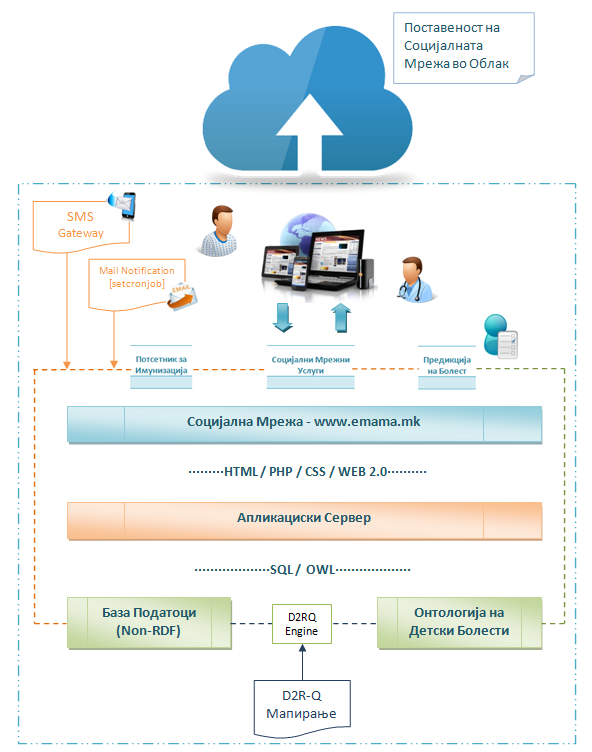 Поставеност на
Социјалната
Мрежа во Облак
SMS
Gateway
Mail Notification
[setcronjob]
EMAIL
NEWS
Потсетник за
Имунизација
Социјални Мрежни
Услуги
Предикција
на Болест
Социјална Мрежа - www.emama.mk
HTML / PHP / CSS / WEB 2.0
Апликациски Сервер
SQL / OWL
База Податоци
(Non-RDF)
D2RQ
Engine
Онтологија на
Детски Болести
D2R-Q
Мапирање